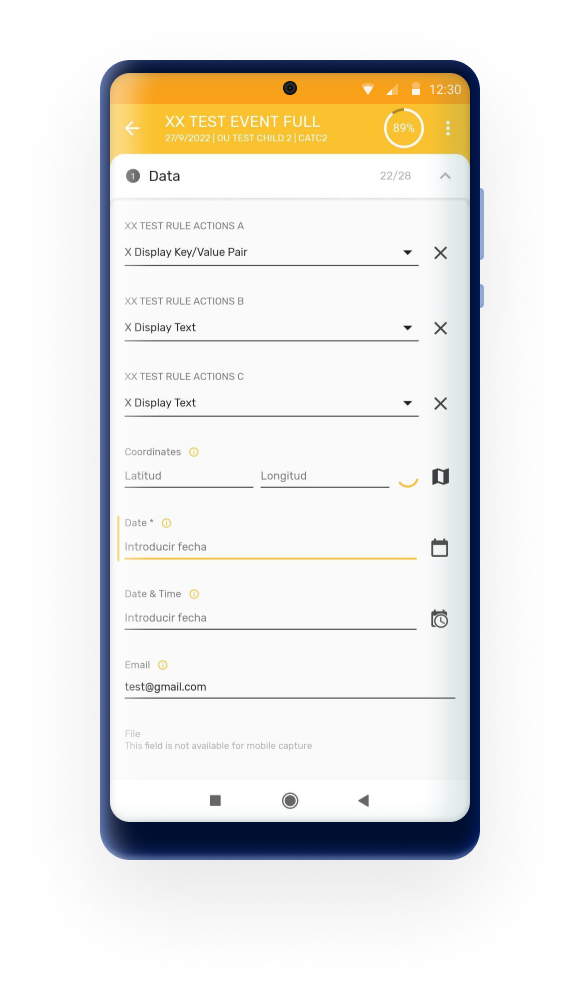 12:30
XX TEST EVENT FULL
27/9/2022 | OU TEST CHILD 2 | CATC2
89%
1 Data 22/28
XX TEST RULE ACTIONS A
X Display Key/Value Pair
XX TEST RULE ACTIONS B
X Display Text
XX TEST RULE ACTIONS C
X Display Text
Coordinates
Latitud Longitud
Date *
Introducir fecha
Date & Time
Introducir fecha
Email
test@gmail.com
File
This field is not available for mobile capture